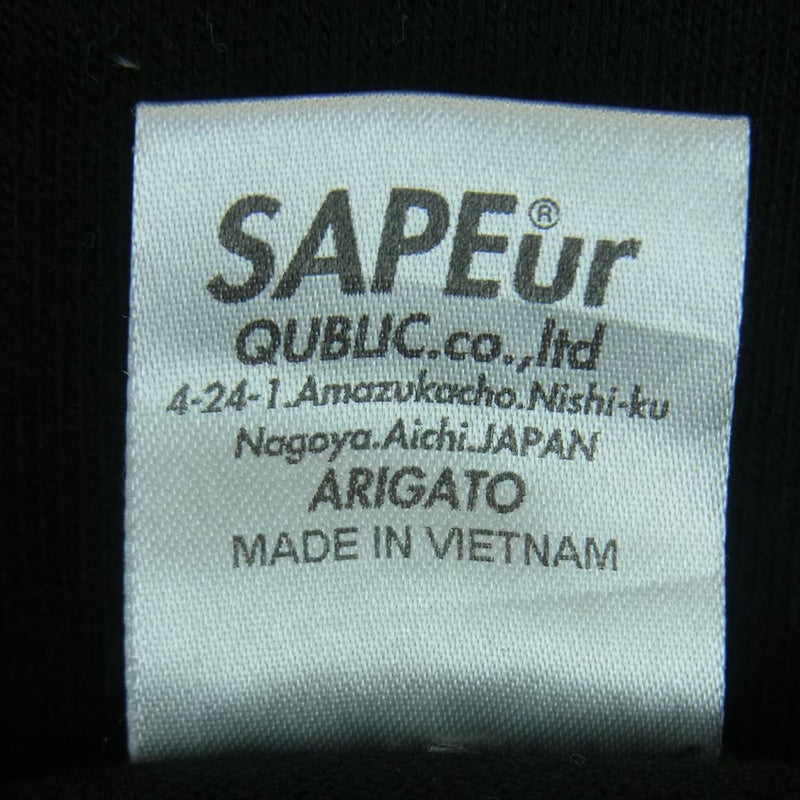 SAPEur®
QUBLIC.co.,ltd
4-24-1.Amazukacho.Nishi-ku
Nagoya.Aichi.JAPAN
ARIGATO
MADE IN VIETNAM